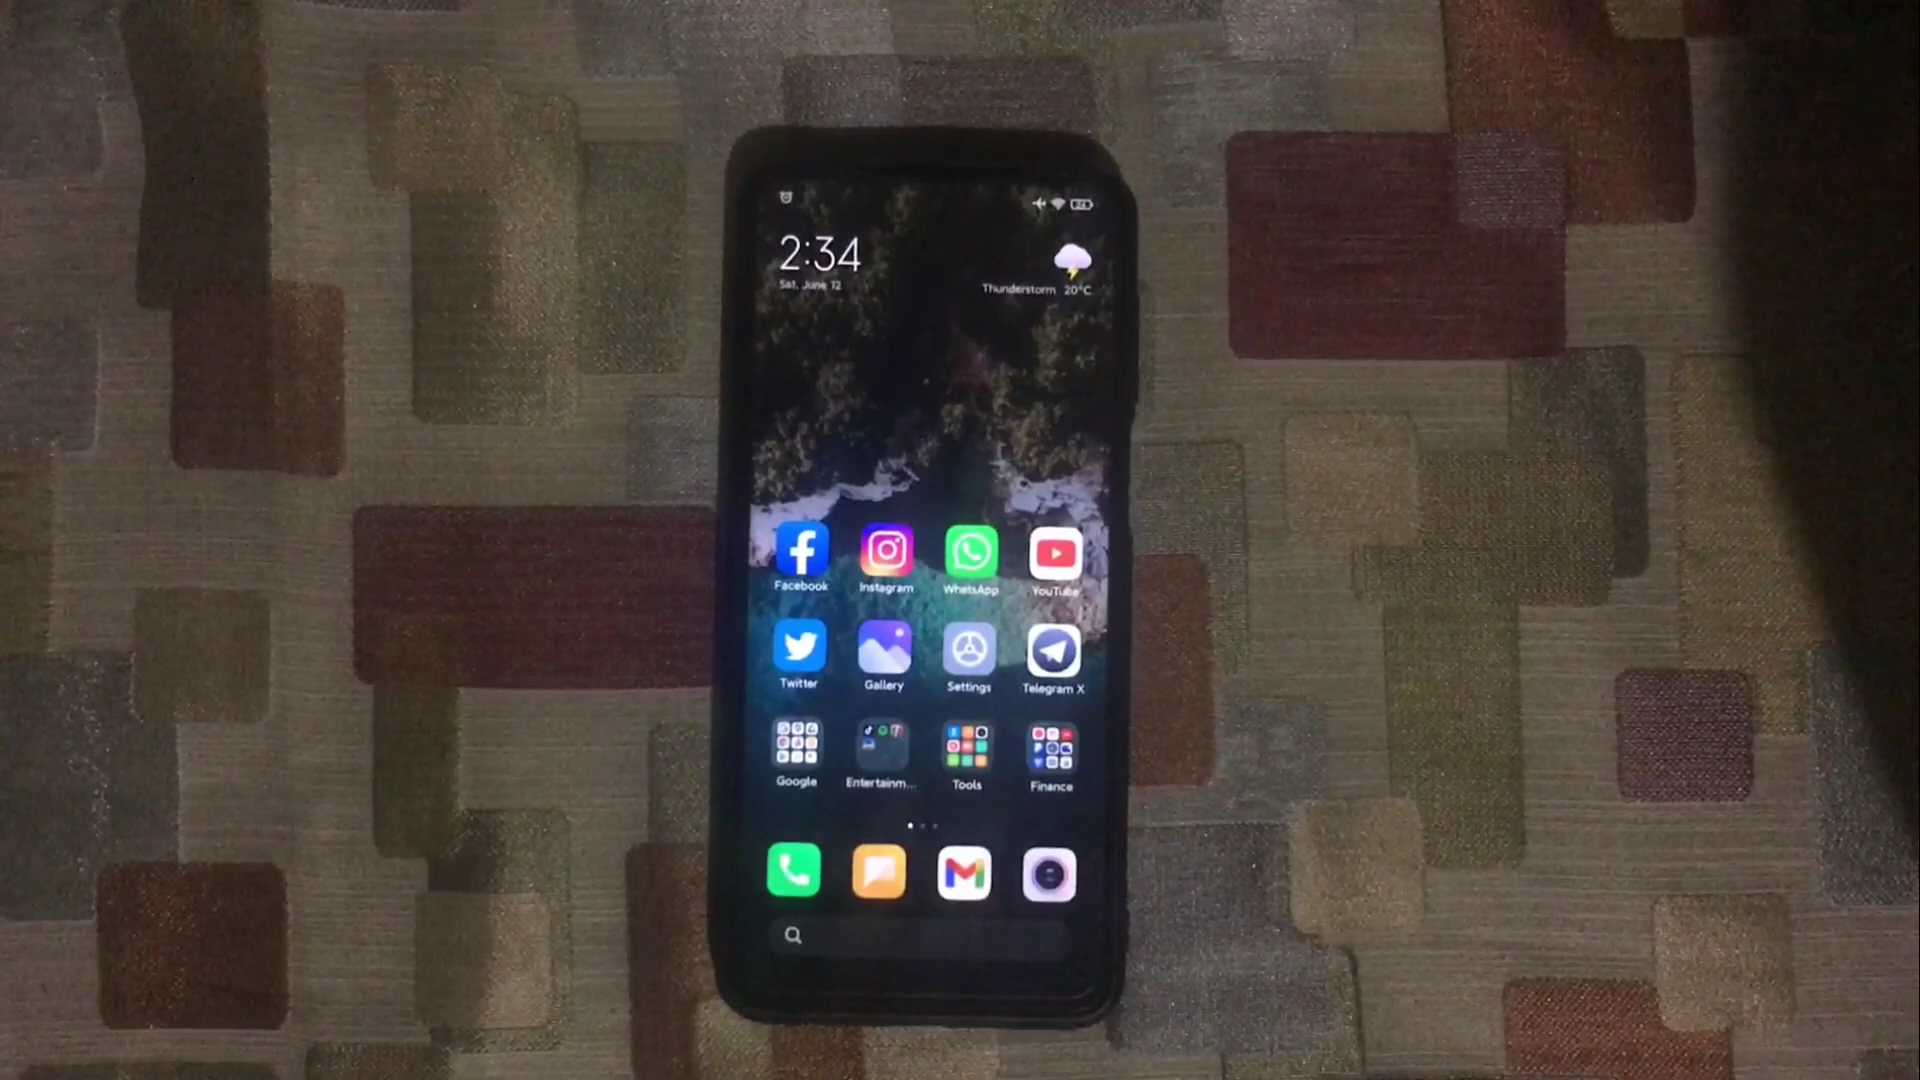 2:34
Sat, June 12
Thunderstorm 20°C
Facebook Instagram WhatsApp YouTube
Twitter Gallery Settings Telegram X
Google Entertainm... Tools Finance